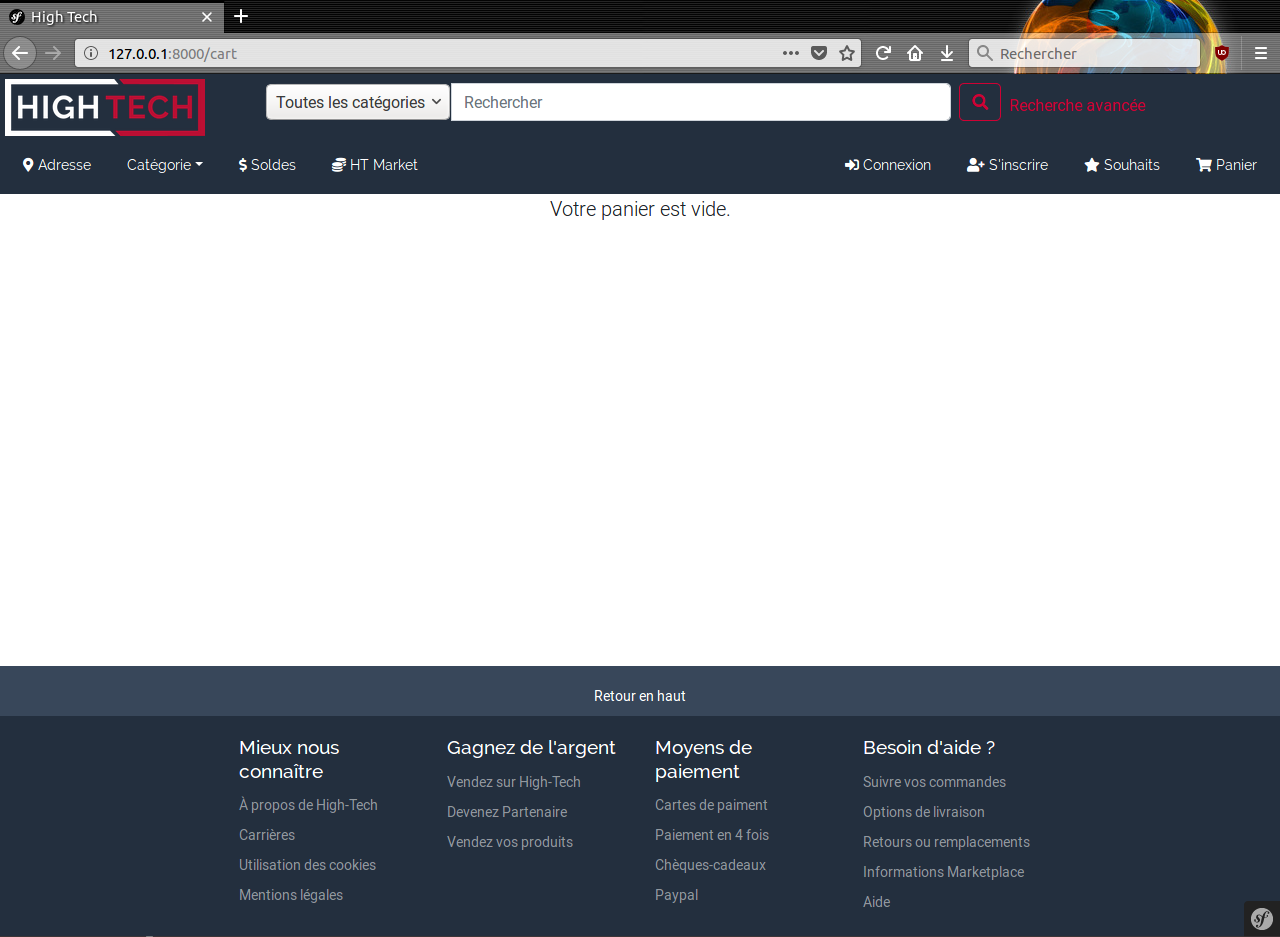 High Tech
127.0.0.1:8000/cart
Rechercher
HIGH TECH
Toutes les catégories
Rechercher
Recherche avancée
Adresse
Catégorie
Soldes
HT Market
Connexion
S'inscrire
Souhaits
Panier
Votre panier est vide.
Retour en haut
Mieux nous
connaître
À propos de High-Tech
Carrières
Utilisation des cookies
Mentions légales
Gagnez de l'argent
Vendez sur High-Tech
Devenez Partenaire
Vendez vos produits
Moyens de
paiement
Cartes de paiment
Paiement en 4 fois
Chèques-cadeaux
Paypal
Besoin d'aide ?
Suivre vos commandes
Options de livraison
Retours ou remplacements
Informations Marketplace
Aide